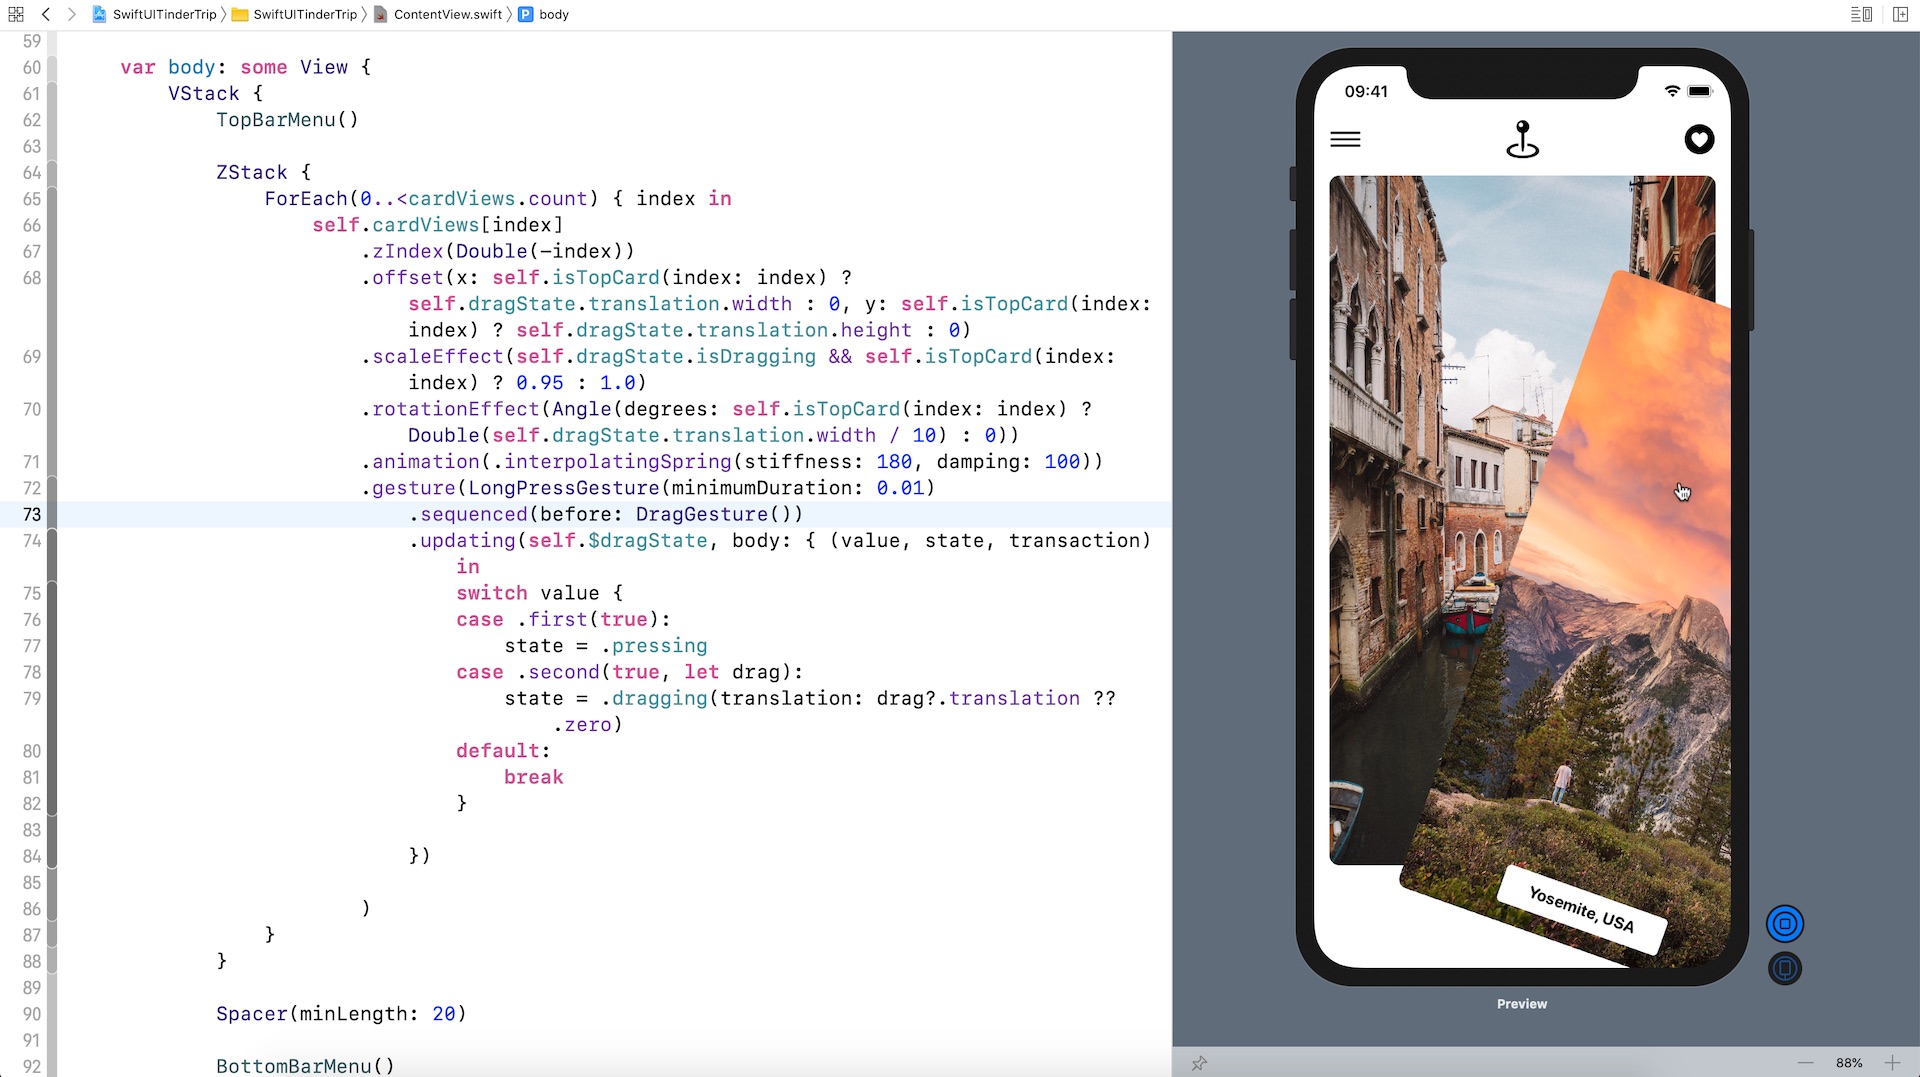 SwiftUITinderTrip 〉 SwiftUITinderTrip 〉 ContentView.swift 〉 P body
59
60 var body: some View {
61 VStack {
62 TopBarMenu()
63
64 ZStack {
65 ForEach(0..<cardViews.count) { index in
66 self.cardViews[index]
67 .zIndex(Double(-index))
68 .offset(x: self.isTopCard(index: index) ?
self.dragState.translation.width : 0, y: self.isTopCard(index:
index) ? self.dragState.translation.height : 0)
69 .scaleEffect(self.dragState.isDragging && self.isTopCard(index:
index) ? 0.95 : 1.0)
70 .rotationEffect(Angle(degrees: self.isTopCard(index: index) ?
Double(self.dragState.translation.width / 10) : 0))
71 .animation(.interpolatingSpring(stiffness: 180, damping: 100))
72 .gesture(LongPressGesture(minimumDuration: 0.01)
73 .sequenced(before: DragGesture())
74 .updating(self.$dragState, body: { (value, state, transaction)
in
75 switch value {
76 case .first(true):
77 state = .pressing
78 case .second(true, let drag):
79 state = .dragging(translation: drag?.translation ??
.zero)
80 default:
81 break
82 }
83
84 })
85
86 )
87 }
88 }
89
90 Spacer(minLength: 20)
91
92 BottomBarMenu()
09:41
Yosemite, USA
Preview
88%